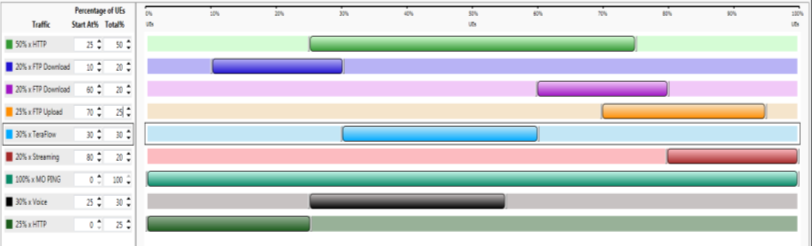 Percentage of UEs
Traffic Start At% Total%
0% 10% 20% 30% 40% 50% 60% 70% 80% 90% 100%
UEs UEs
50% x HTTP 25 50
20% x FTP Download 10 20
20% x FTP Download 60 20
25% x FTP Upload 70 25
30% x TeraFlow 30 30
20% x Streaming 80 20
100% x MO PING 0 100
30% x Voice 25 30
25% x HTTP 0 25